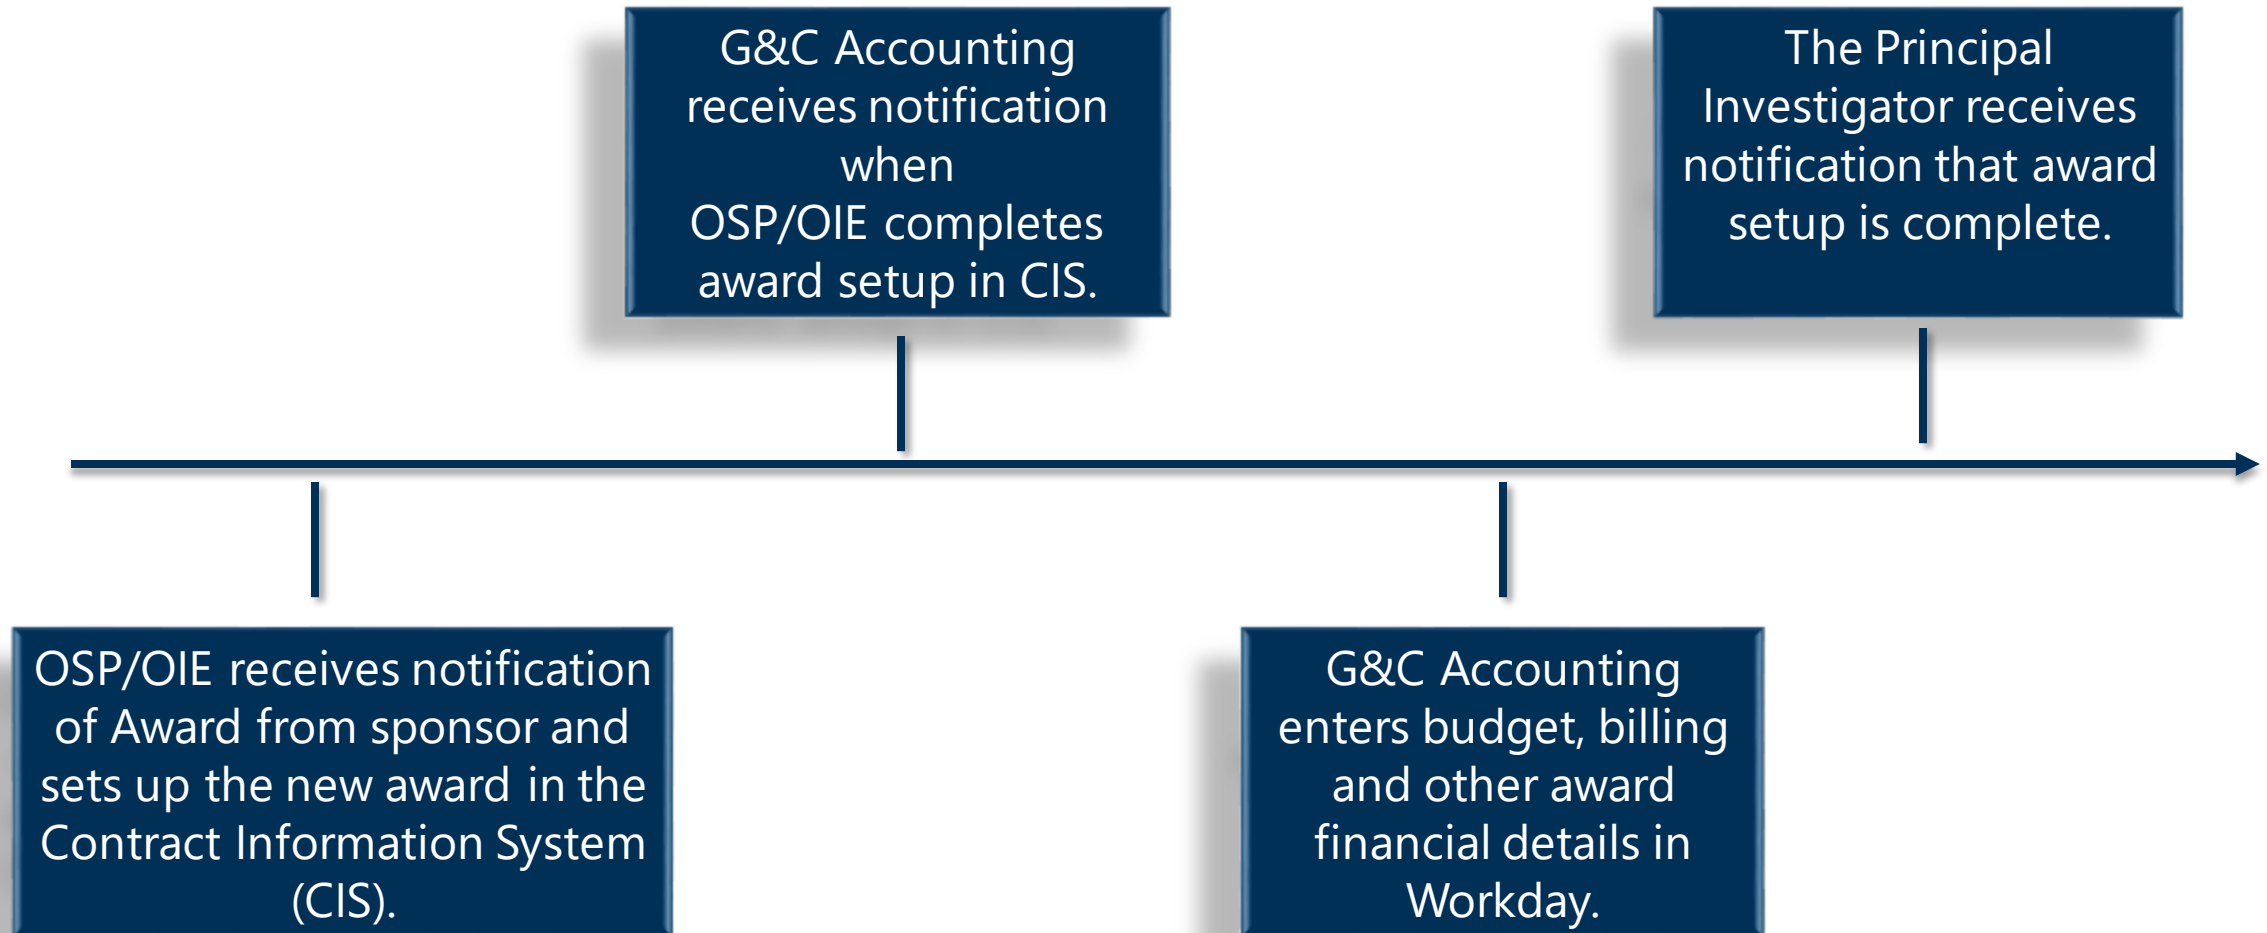 G&C Accounting
receives notification
when
OSP/OIE completes
award setup in CIS.
The Principal
Investigator receives
notification that award
setup is complete.
OSP/OIE receives notification
of Award from sponsor and
sets up the new award in the
Contract Information System
(CIS).
G&C Accounting
enters budget, billing
and other award
financial details in
Workday.